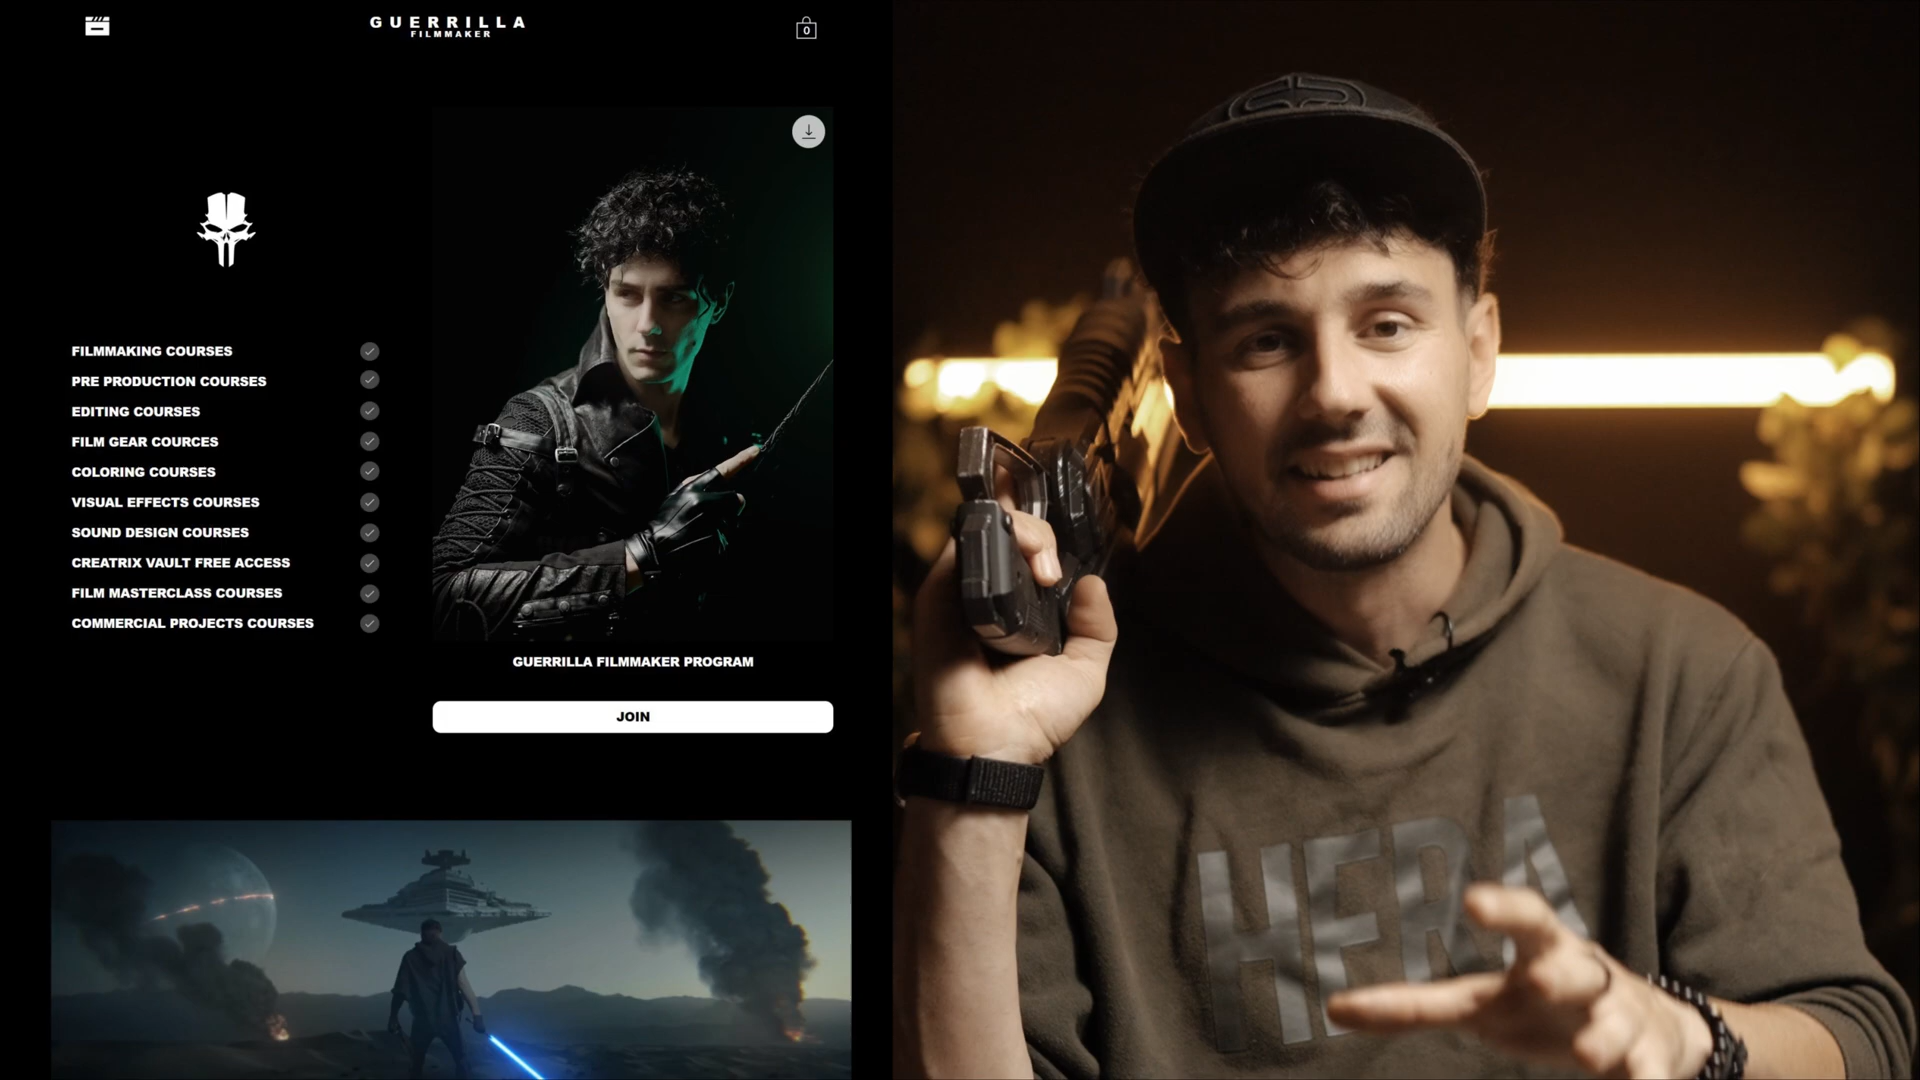 GUERRILLA
FILMMAKER
0
FILMMAKING COURSES
PRE PRODUCTION COURSES
EDITING COURSES
FILM GEAR COURCES
COLORING COURSES
VISUAL EFFECTS COURSES
SOUND DESIGN COURSES
CREATRIX VAULT FREE ACCESS
FILM MASTERCLASS COURSES
COMMERCIAL PROJECTS COURSES
GUERRILLA FILMMAKER PROGRAM
JOIN
HERA